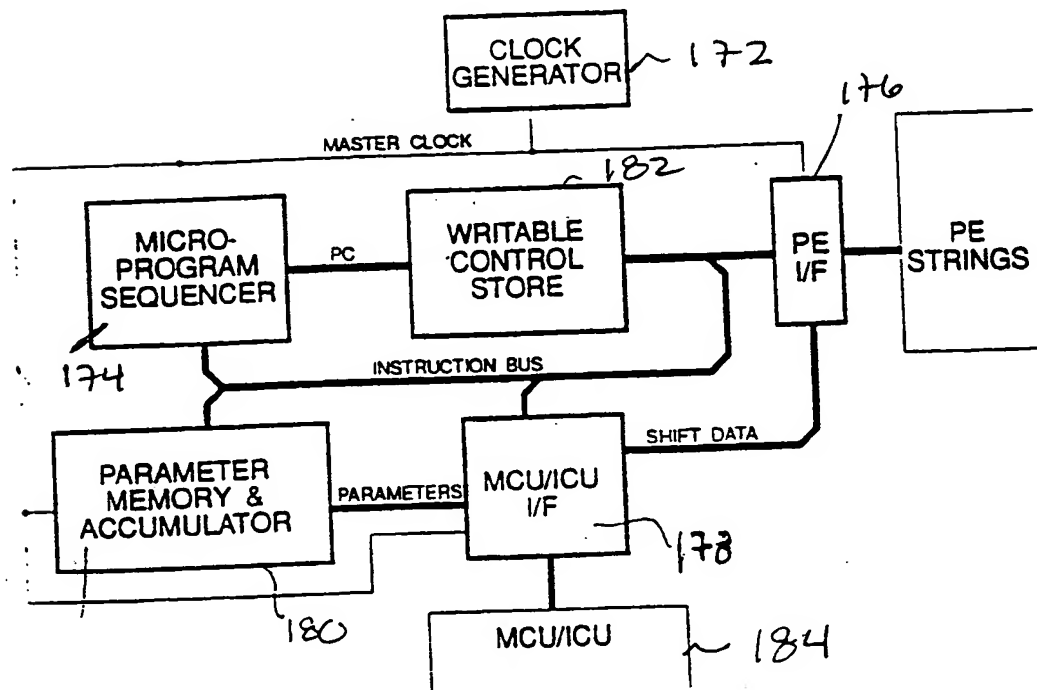 CLOCK
GENERATOR
172
176
MASTER CLOCK
182
MICRO-
PROGRAM
SEQUENCER
PC
WRITABLE
CONTROL
STORE
PE
I/F
PE
STRINGS
174
INSTRUCTION BUS
SHIFT DATA
PARAMETER
MEMORY &
ACCUMULATOR
PARAMETERS
MCU/ICU
I/F
178
180
MCU/ICU
184